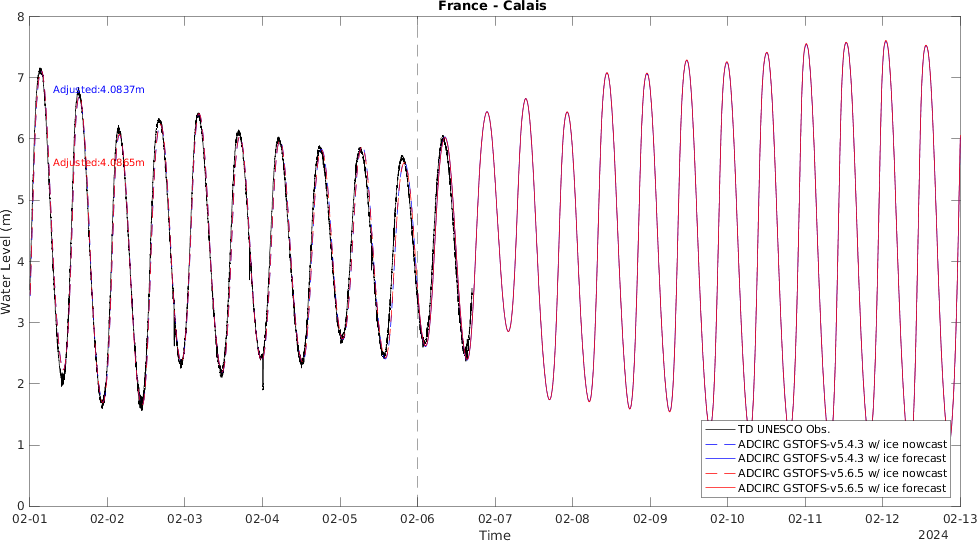 France - Calais
8
7
6
5
4
3
2
1
0
Water Level (m)
Adjusted:4.0837m
Adjusted:4.0865m
TD UNESCO Obs.
ADCIRC GSTOFS-v5.4.3 w/ ice nowcast
ADCIRC GSTOFS-v5.4.3 w/ ice forecast
ADCIRC GSTOFS-v5.6.5 w/ ice nowcast
ADCIRC GSTOFS-v5.6.5 w/ ice forecast
02-01 02-02 02-03 02-04 02-05 02-06 02-07 02-08 02-09 02-10 02-11 02-12 02-13
Time
2024